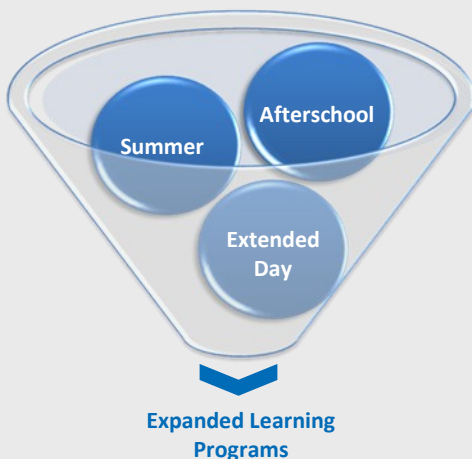 Afterschool
Summer
Extended
Day
Expanded Learning
Programs